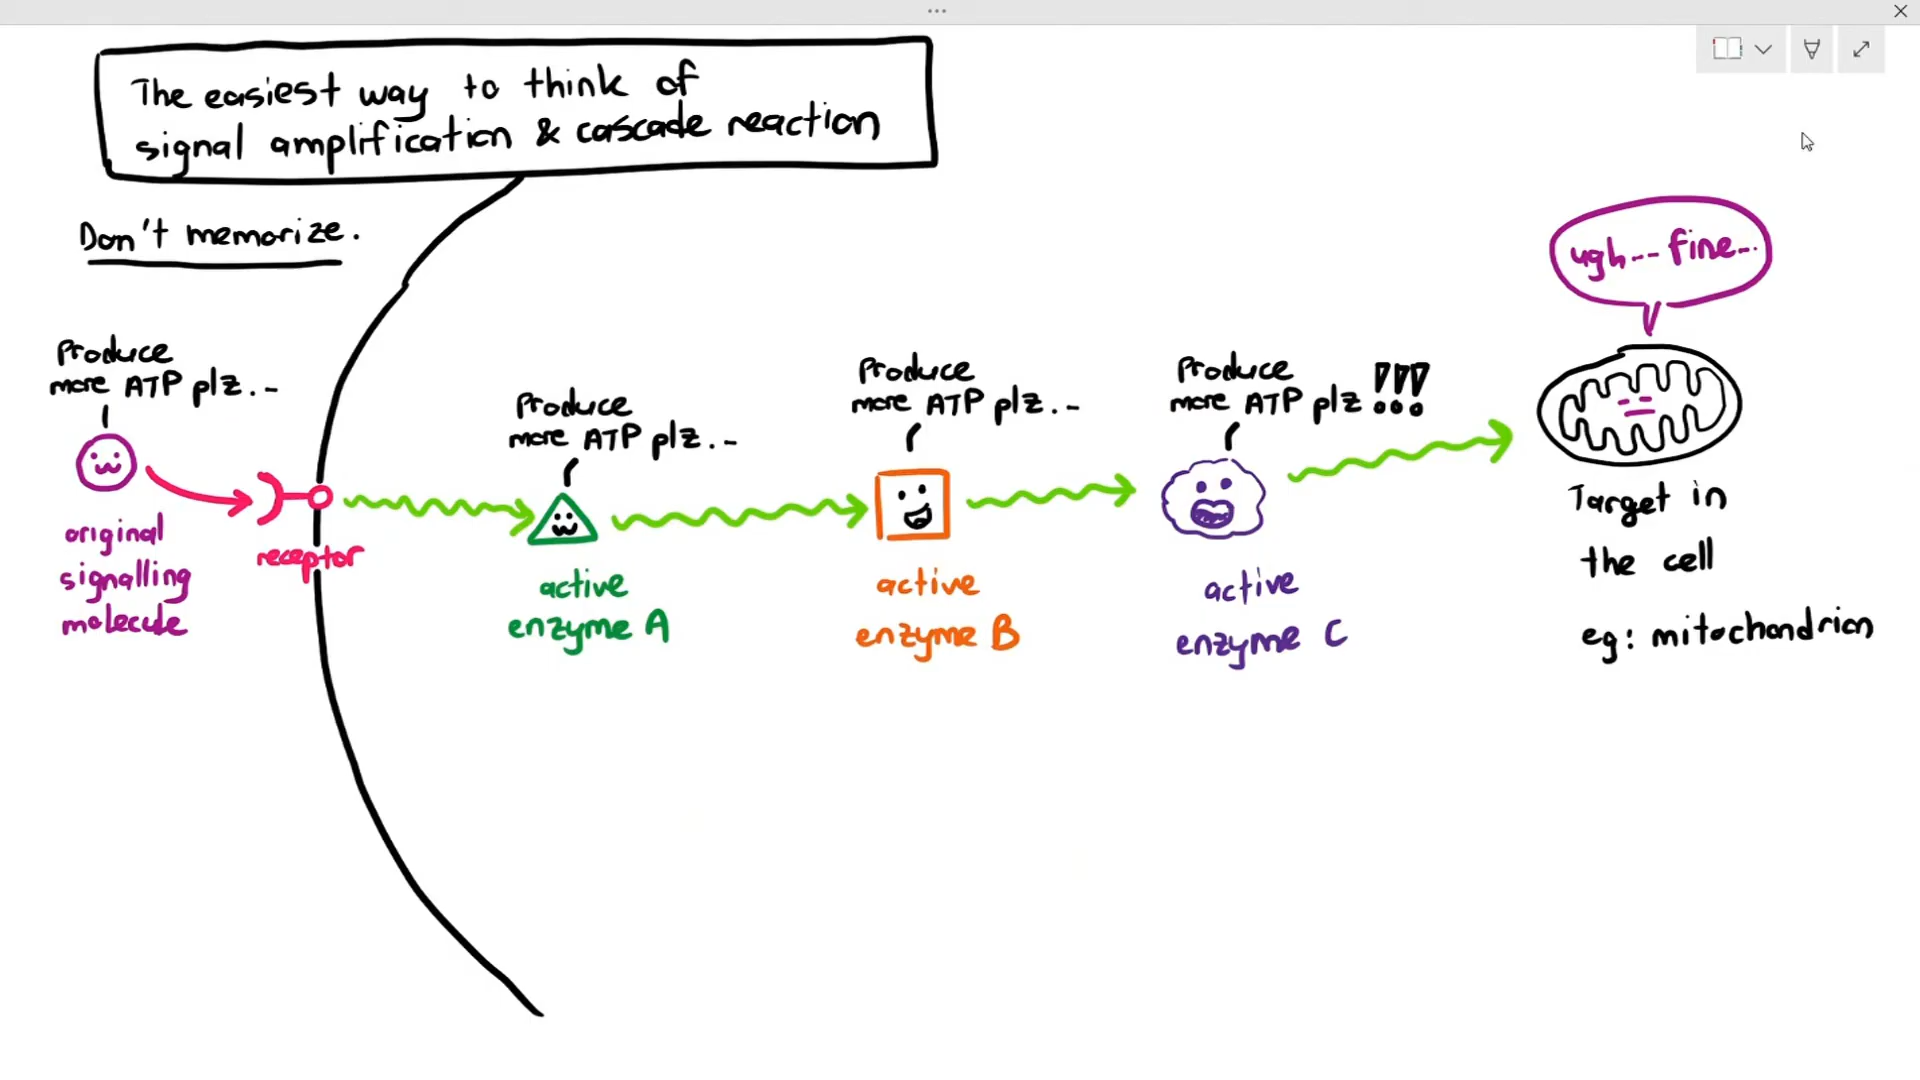 The easiest way to think of
signal amplification & cascade reaction
Don't memorize.
Produce
more ATP plz...
original
signalling
molecule
receptor
Produce
more ATP plz...
active
enzyme A
Produce
more ATP plz...
active
enzyme B
Produce
more ATP plz !!!
active
enzyme C
ugh... fine...
Target in
the cell
eg: mitochondrion